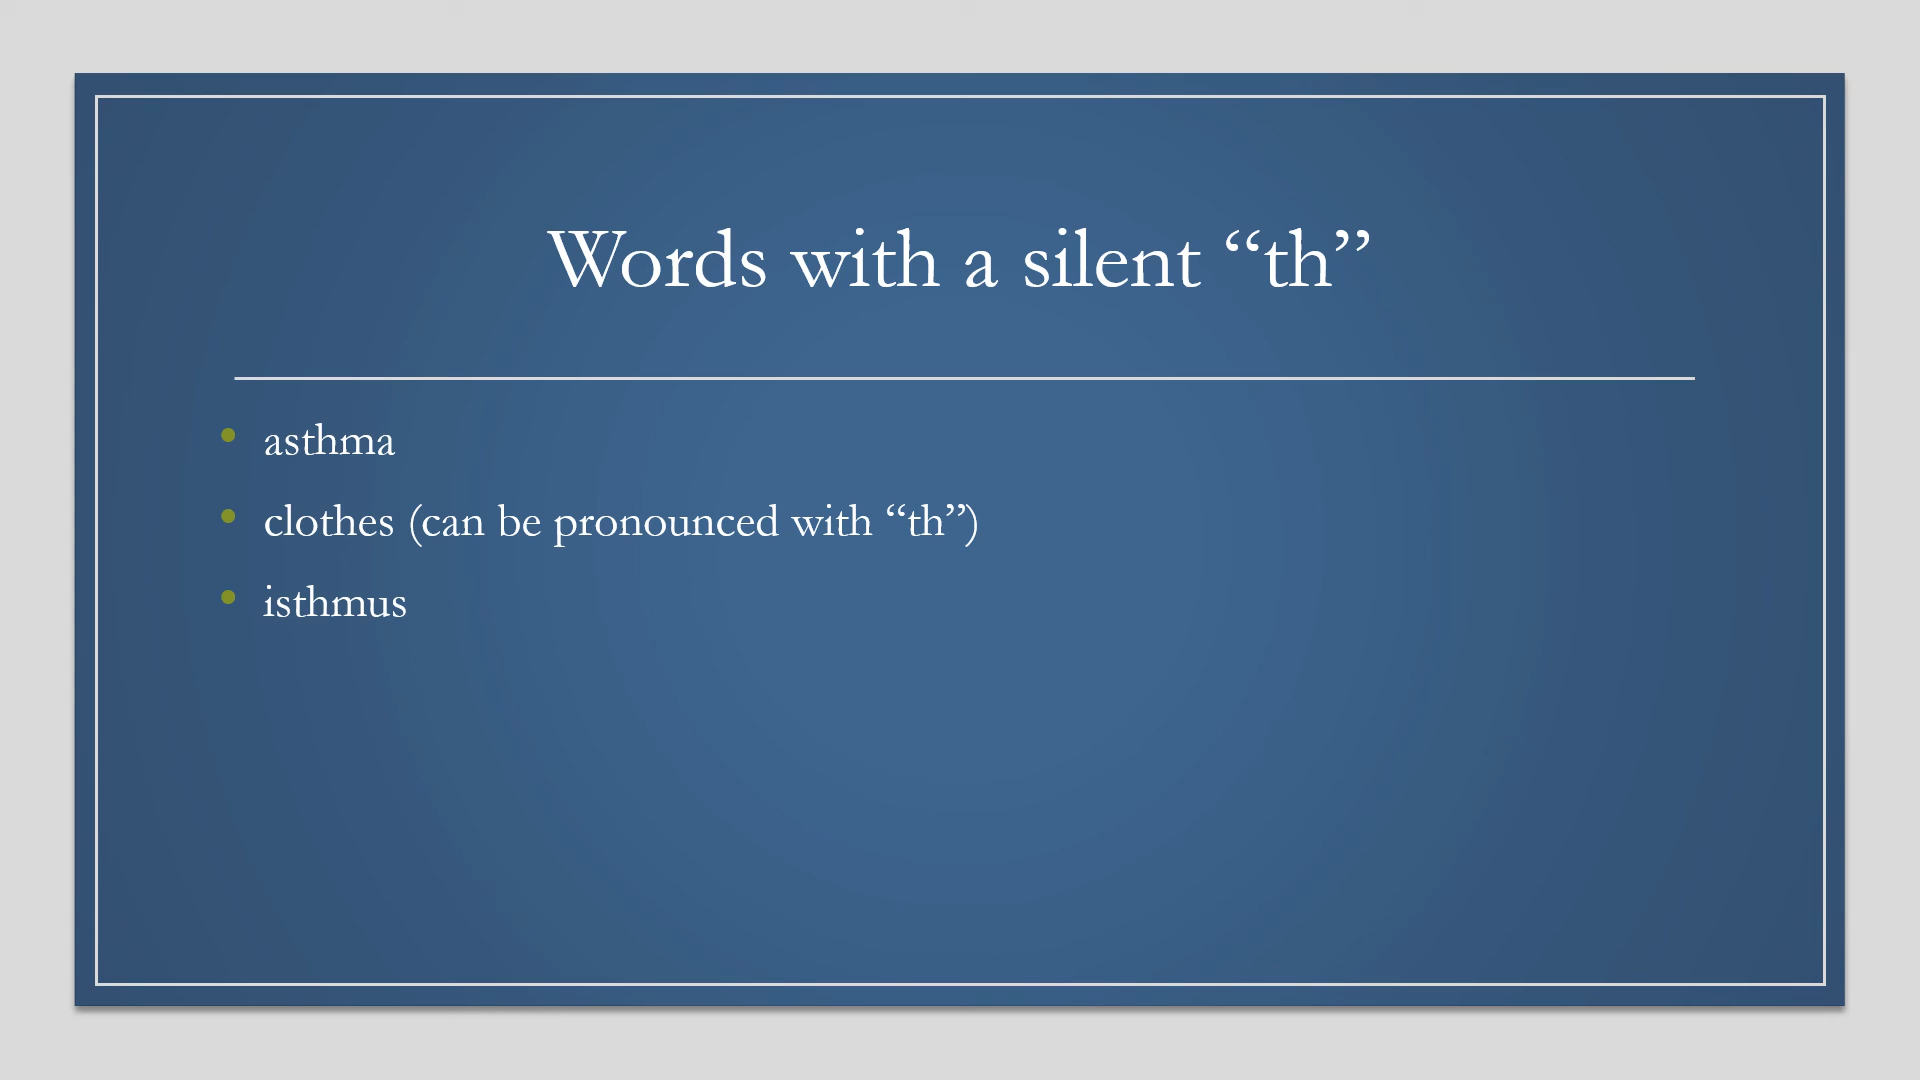 Words with a silent “th”
• asthma
• clothes (can be pronounced with “th”)
• isthmus